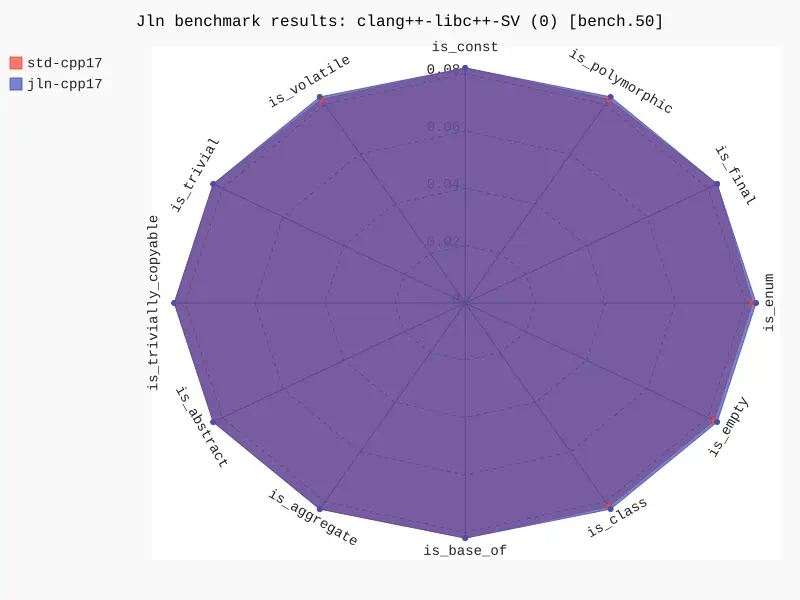 Jln benchmark results: clang++-libc++-SV (0) [bench.50]
std-cpp17
jln-cpp17
is_const
is_polymorphic
is_final
is_enum
is_empty
is_class
is_base_of
is_aggregate
is_abstract
is_trivially_copyable
is_trivial
is_volatile
0.08
0.06
0.04
0.02
0